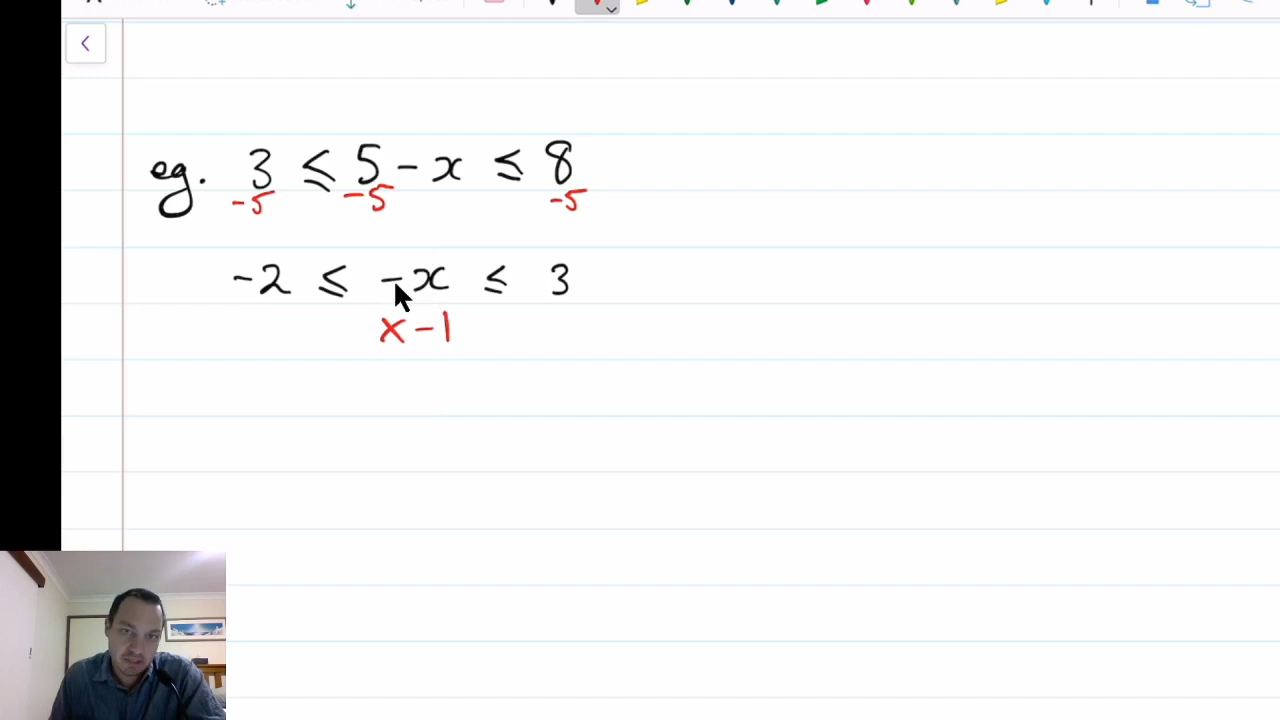 eg. 3 ≤ 5 - x ≤ 8
-5 -5 -5
-2 ≤ -x ≤ 3
x -1